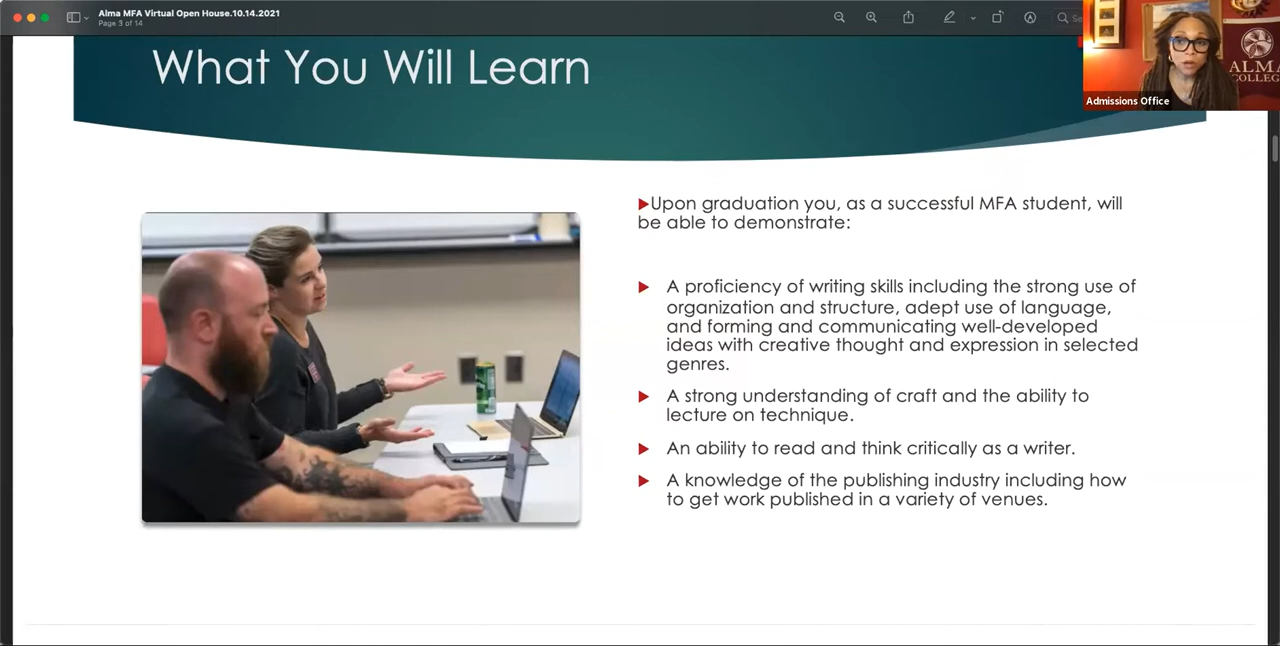 Alma MFA Virtual Open House.10.14.2021
Page 3 of 14
Se
ALMA
COLLEGE
Admissions Office
What You Will Learn
▶Upon graduation you, as a successful MFA student, will
be able to demonstrate:
▶ A proficiency of writing skills including the strong use of
organization and structure, adept use of language,
and forming and communicating well-developed
ideas with creative thought and expression in selected
genres.
▶ A strong understanding of craft and the ability to
lecture on technique.
▶ An ability to read and think critically as a writer.
▶ A knowledge of the publishing industry including how
to get work published in a variety of venues.